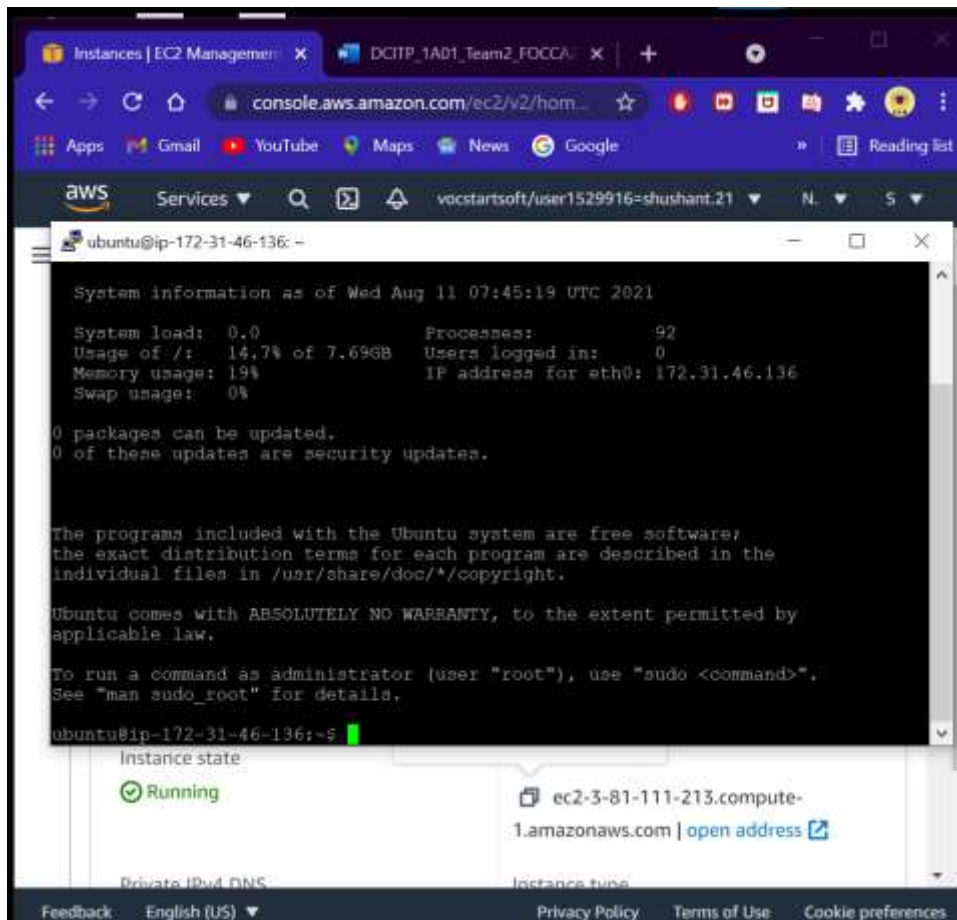 Instances | EC2 Managemen
DCITP_1A01_Team2_FOCCA
console.aws.amazon.com/ec2/v2/hom...
Apps Gmail YouTube Maps News Google Reading list
aws Services vocstartsoft/user1529916=shushant.21 N. S
ubuntu@ip-172-31-46-136: ~
System information as of Wed Aug 11 07:45:19 UTC 2021
System load: 0.0 Processes: 92
Usage of /: 14.7% of 7.69GB Users logged in: 0
Memory usage: 19% IP address for eth0: 172.31.46.136
Swap usage: 0%
0 packages can be updated.
0 of these updates are security updates.
The programs included with the Ubuntu system are free software;
the exact distribution terms for each program are described in the
individual files in /usr/share/doc/*/copyright.
Ubuntu comes with ABSOLUTELY NO WARRANTY, to the extent permitted by
applicable law.
To run a command as administrator (user "root"), use "sudo <command>".
See "man sudo_root" for details.
ubuntu@ip-172-31-46-136:~$
Instance state
Running
ec2-3-81-111-213.compute-
1.amazonaws.com | open address
Private IPv4 DNS Instance type
Feedback English (US) Privacy Policy Terms of Use Cookie preferences